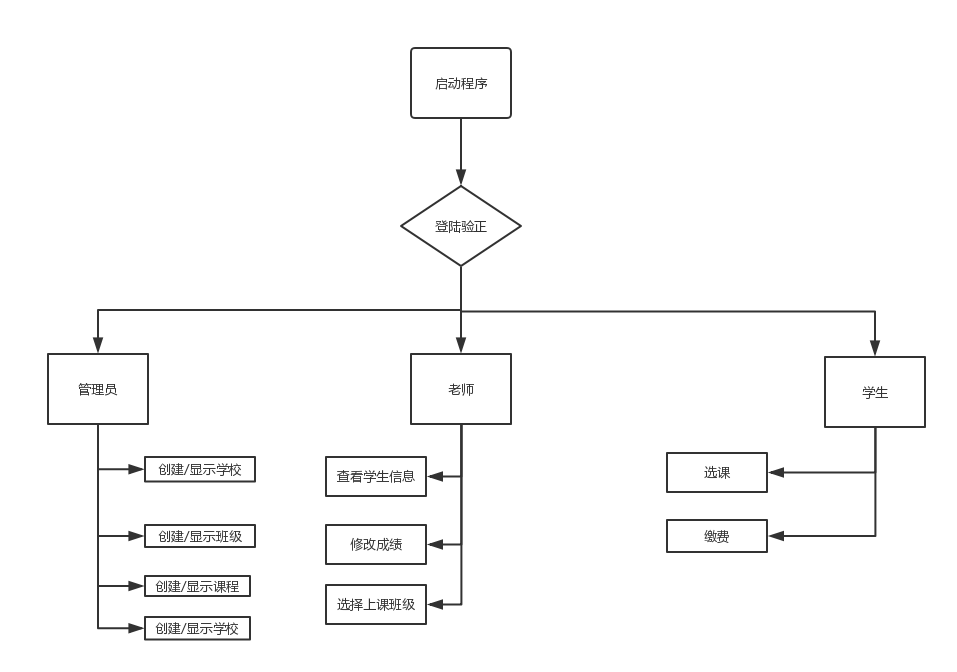 启动程序
登陆验正
管理员
老师
学生
创建/显示学校
创建/显示班级
创建/显示课程
创建/显示学校
查看学生信息
修改成绩
选择上课班级
选课
缴费